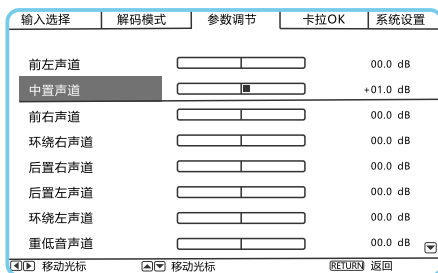 输入选择 解码模式 参数调节 卡拉OK 系统设置
前左声道 00.0 dB
中置声道 +01.0 dB
前右声道 00.0 dB
环绕右声道 00.0 dB
后置右声道 00.0 dB
后置左声道 00.0 dB
环绕左声道 00.0 dB
重低音声道 00.0 dB
移动光标 移动光标 RETURN 返回